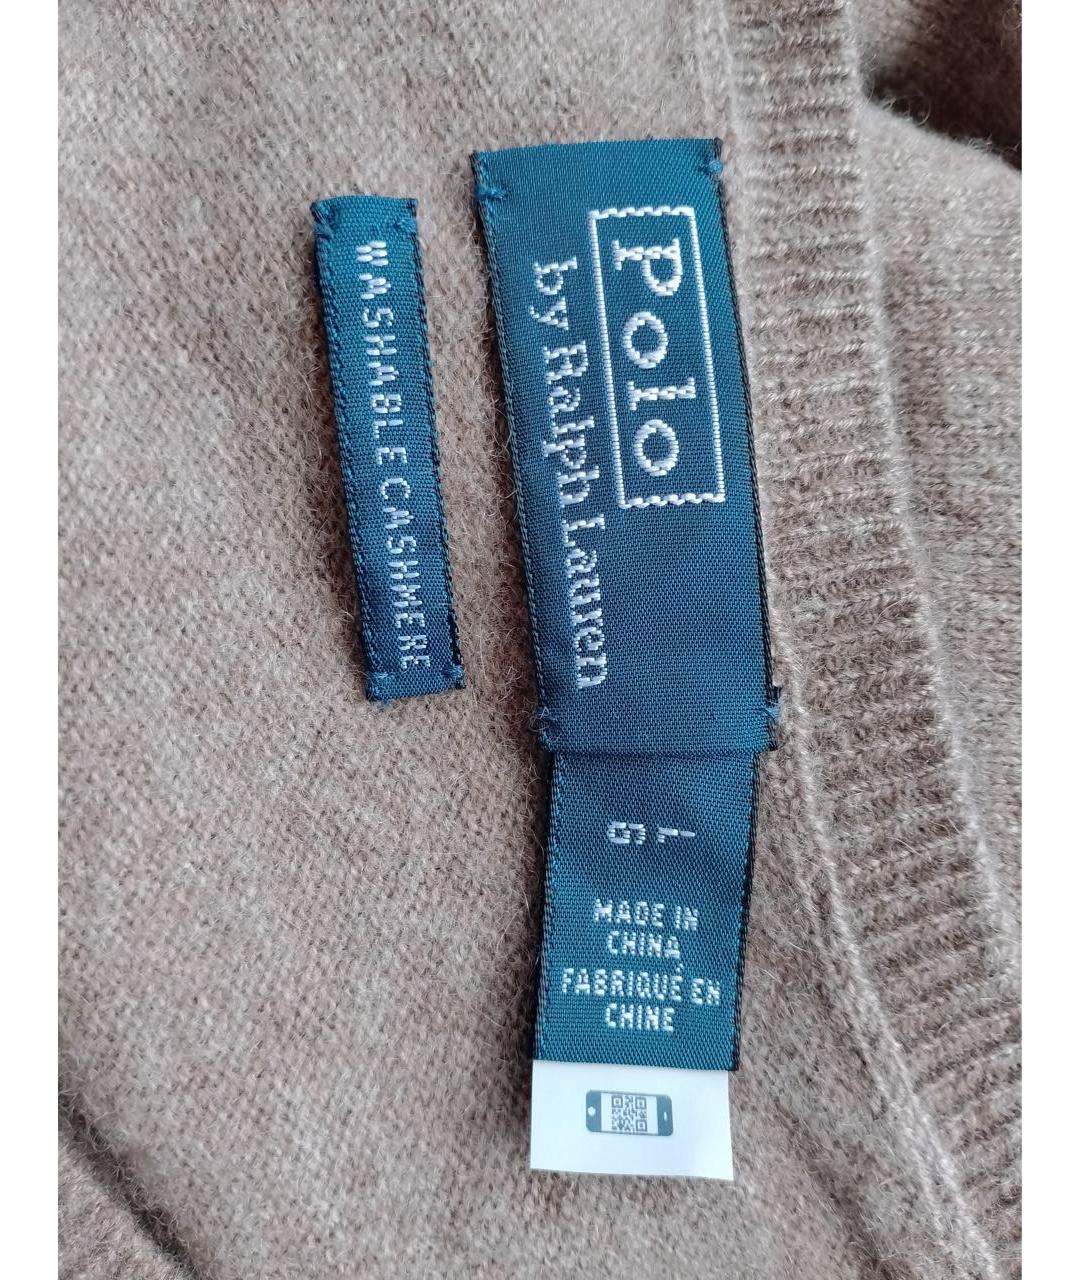 Polo
by Ralph Lauren
WASHABLE CASHMERE
L
G
MADE IN
CHINA
FABRIQUÉ EN
CHINE